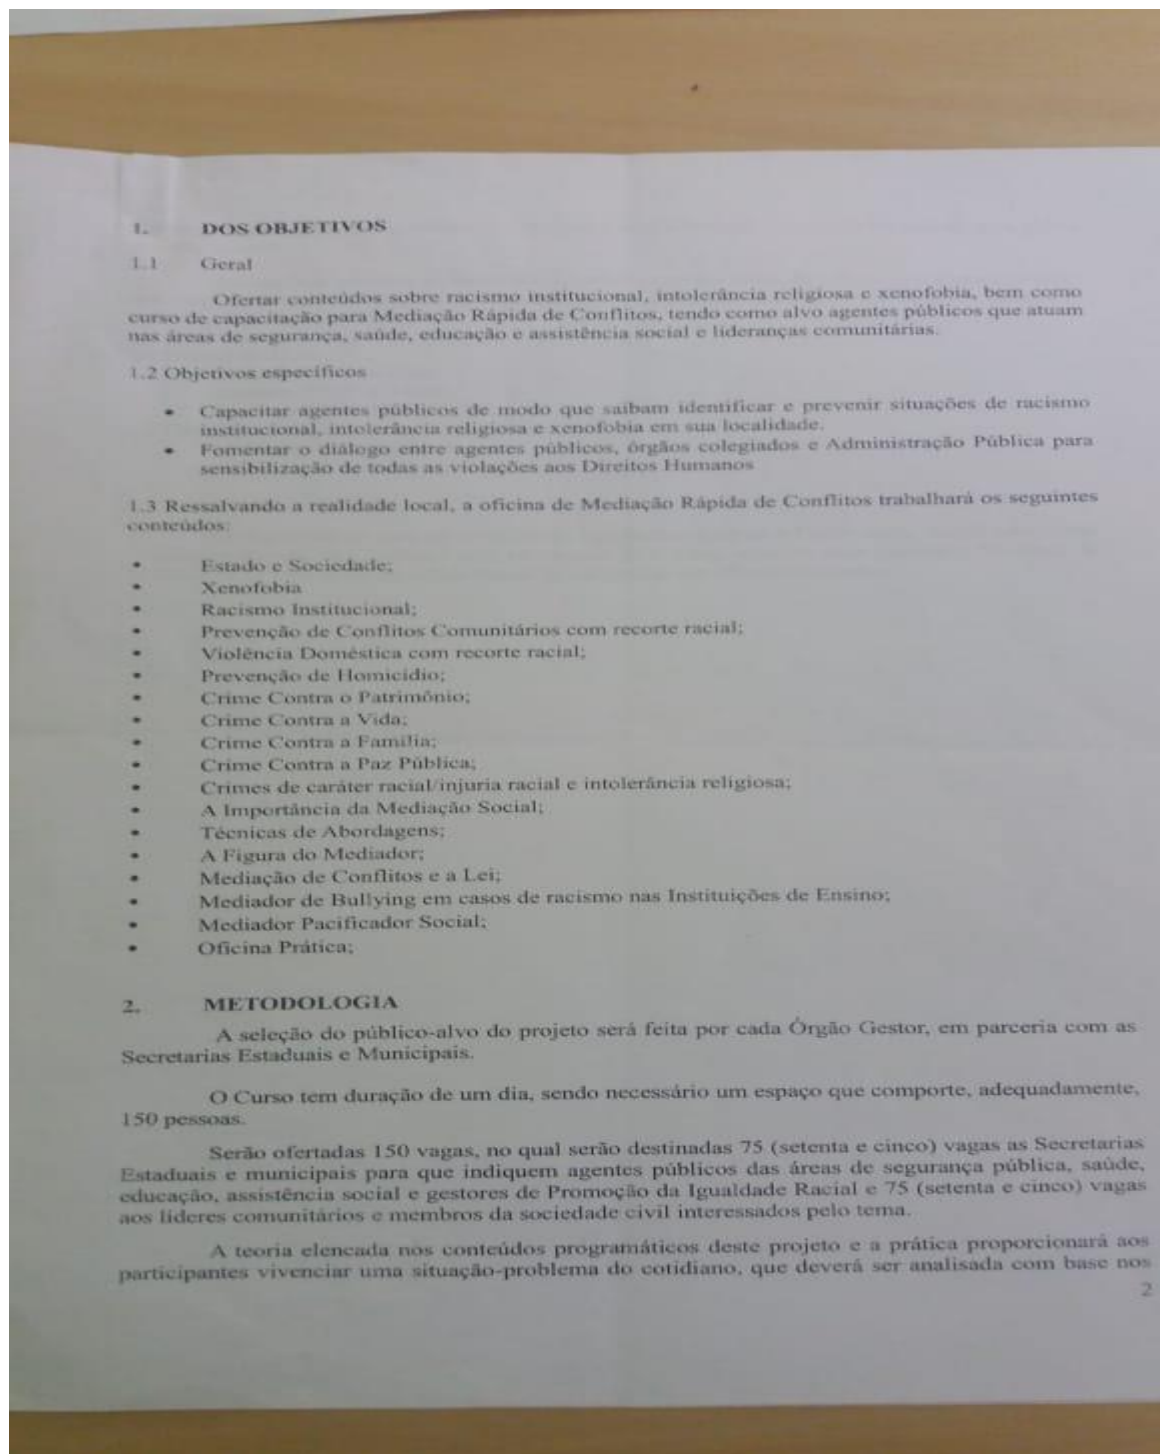 1. DOS OBJETIVOS
1.1 Geral
Ofertar conteúdos sobre racismo institucional, intolerância religiosa e xenofobia, bem como
curso de capacitação para Mediação Rápida de Conflitos, tendo como alvo agentes públicos que atuam
nas áreas de segurança, saúde, educação e assistência social e lideranças comunitárias.
1.2 Objetivos específicos
• Capacitar agentes públicos de modo que saibam identificar e prevenir situações de racismo
institucional, intolerância religiosa e xenofobia em sua localidade.
• Fomentar o diálogo entre agentes públicos, órgãos colegiados e Administração Pública para
sensibilização de todas as violações aos Direitos Humanos
1.3 Ressalvando a realidade local, a oficina de Mediação Rápida de Conflitos trabalhará os seguintes
conteúdos:
• Estado e Sociedade;
• Xenofobia
• Racismo Institucional;
• Prevenção de Conflitos Comunitários com recorte racial;
• Violência Doméstica com recorte racial;
• Prevenção de Homicídio;
• Crime Contra o Patrimônio;
• Crime Contra a Vida;
• Crime Contra a Família;
• Crime Contra a Paz Pública;
• Crimes de caráter racial/injuria racial e intolerância religiosa;
• A Importância da Mediação Social;
• Técnicas de Abordagens;
• A Figura do Mediador;
• Mediação de Conflitos e a Lei;
• Mediador de Bullying em casos de racismo nas Instituições de Ensino;
• Mediador Pacificador Social;
• Oficina Prática;
2. METODOLOGIA
A seleção do público-alvo do projeto será feita por cada Órgão Gestor, em parceria com as
Secretarias Estaduais e Municipais.
O Curso tem duração de um dia, sendo necessário um espaço que comporte, adequadamente,
150 pessoas.
Serão ofertadas 150 vagas, no qual serão destinadas 75 (setenta e cinco) vagas as Secretarias
Estaduais e municipais para que indiquem agentes públicos das áreas de segurança pública, saúde,
educação, assistência social e gestores de Promoção da Igualdade Racial e 75 (setenta e cinco) vagas
aos líderes comunitários e membros da sociedade civil interessados pelo tema.
A teoria elencada nos conteúdos programáticos deste projeto e a prática proporcionará aos
participantes vivenciar uma situação-problema do cotidiano, que deverá ser analisada com base nos
2